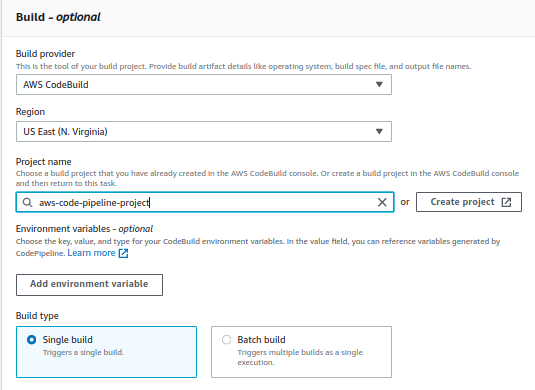 Build - optional
Build provider
This is the tool of your build project. Provide build artifact details like operating system, build spec file, and output file names.
AWS CodeBuild
Region
US East (N. Virginia)
Project name
Choose a build project that you have already created in the AWS CodeBuild console. Or create a build project in the AWS CodeBuild console
and then return to this task.
aws-code-pipeline-project
or
Create project
Environment variables - optional
Choose the key, value, and type for your CodeBuild environment variables. In the value field, you can reference variables generated by
CodePipeline. Learn more
Add environment variable
Build type
Single build
Triggers a single build.
Batch build
Triggers multiple builds as a single
execution.